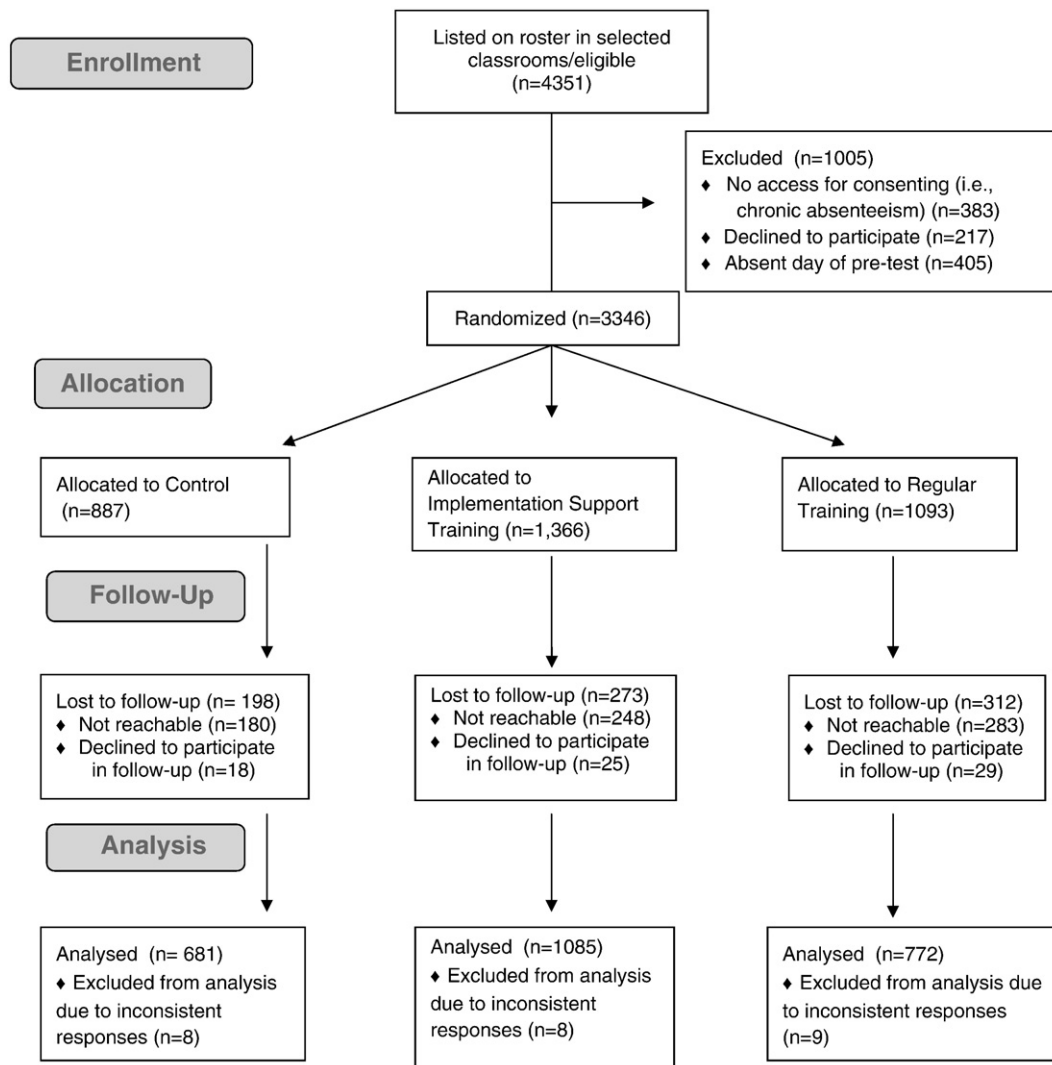 Enrollment
Listed on roster in selected
classrooms/eligible
(n=4351)
Excluded (n=1005)
♦ No access for consenting (i.e.,
chronic absenteeism) (n=383)
♦ Declined to participate (n=217)
♦ Absent day of pre-test (n=405)
Randomized (n=3346)
Allocation
Allocated to Control
(n=887)
Allocated to
Implementation Support
Training (n=1,366)
Allocated to Regular
Training (n=1093)
Follow-Up
Lost to follow-up (n= 198)
♦ Not reachable (n=180)
♦ Declined to participate
in follow-up (n=18)
Lost to follow-up (n=273)
♦ Not reachable (n=248)
♦ Declined to participate
in follow-up (n=25)
Lost to follow-up (n=312)
♦ Not reachable (n=283)
♦ Declined to participate
in follow-up (n=29)
Analysis
Analysed (n= 681)
♦ Excluded from analysis
due to inconsistent
responses (n=8)
Analysed (n=1085)
♦ Excluded from analysis
due to inconsistent
responses (n=8)
Analysed (n=772)
♦ Excluded from analysis due
to inconsistent responses
(n=9)